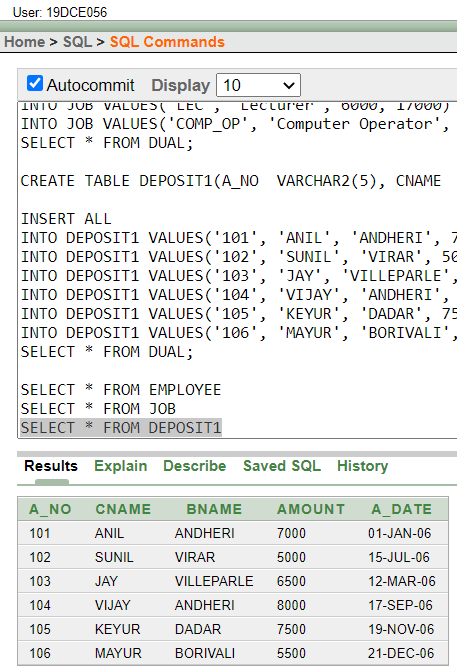 User: 19DCE056
Home > SQL > SQL Commands
Autocommit Display 10
INTO JOB VALUES('LEC', 'Lecturer', 6000, 17000)
INTO JOB VALUES('COMP_OP', 'Computer Operator',
SELECT * FROM DUAL;
CREATE TABLE DEPOSIT1(A_NO VARCHAR2(5), CNAME
INSERT ALL
INTO DEPOSIT1 VALUES('101', 'ANIL', 'ANDHERI', 7
INTO DEPOSIT1 VALUES('102', 'SUNIL', 'VIRAR', 50
INTO DEPOSIT1 VALUES('103', 'JAY', 'VILLEPARLE',
INTO DEPOSIT1 VALUES('104', 'VIJAY', 'ANDHERI',
INTO DEPOSIT1 VALUES('105', 'KEYUR', 'DADAR', 75
INTO DEPOSIT1 VALUES('106', 'MAYUR', 'BORIVALI',
SELECT * FROM DUAL;
SELECT * FROM EMPLOYEE
SELECT * FROM JOB
SELECT * FROM DEPOSIT1
Results Explain Describe Saved SQL History
A_NO CNAME BNAME AMOUNT A_DATE
101 ANIL ANDHERI 7000 01-JAN-06
102 SUNIL VIRAR 5000 15-JUL-06
103 JAY VILLEPARLE 6500 12-MAR-06
104 VIJAY ANDHERI 8000 17-SEP-06
105 KEYUR DADAR 7500 19-NOV-06
106 MAYUR BORIVALI 5500 21-DEC-06